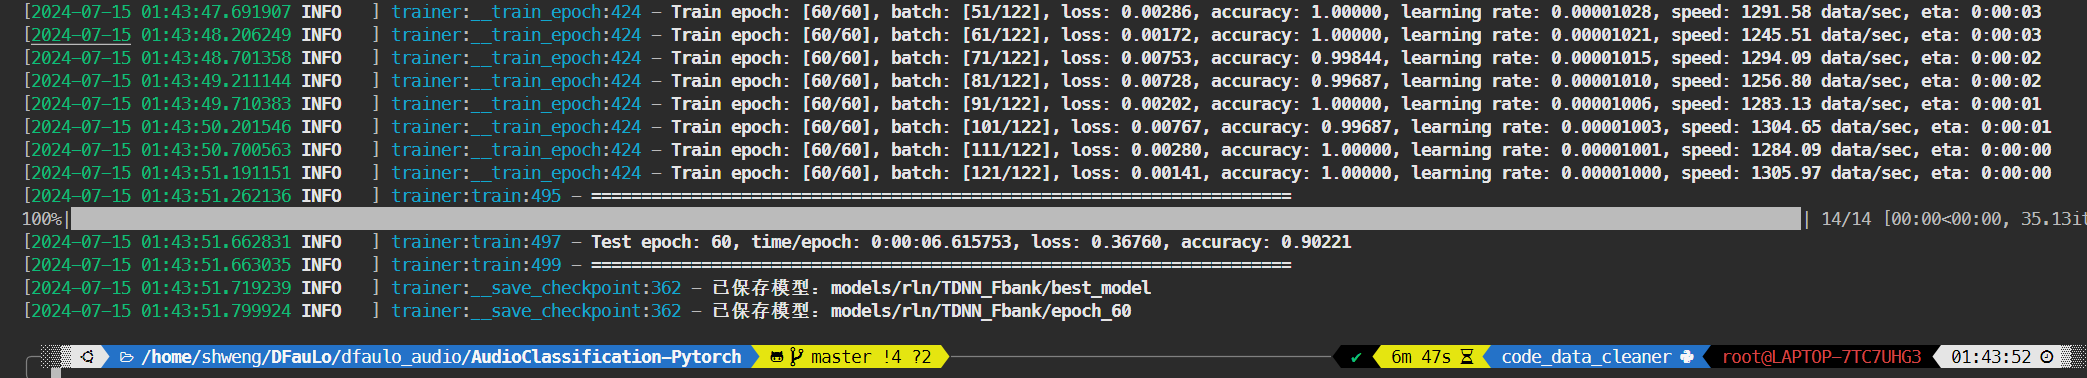 [2024-07-15 01:43:47.691907 INFO   ] trainer:__train_epoch:424 - Train epoch: [60/60], batch: [51/122], loss: 0.00286, accuracy: 1.00000, learning rate: 0.00001028, speed: 1291.58 data/sec, eta: 0:00:03
[2024-07-15 01:43:48.206249 INFO   ] trainer:__train_epoch:424 - Train epoch: [60/60], batch: [61/122], loss: 0.00172, accuracy: 1.00000, learning rate: 0.00001021, speed: 1245.51 data/sec, eta: 0:00:03
[2024-07-15 01:43:48.701358 INFO   ] trainer:__train_epoch:424 - Train epoch: [60/60], batch: [71/122], loss: 0.00753, accuracy: 0.99844, learning rate: 0.00001015, speed: 1294.09 data/sec, eta: 0:00:02
[2024-07-15 01:43:49.211144 INFO   ] trainer:__train_epoch:424 - Train epoch: [60/60], batch: [81/122], loss: 0.00728, accuracy: 0.99687, learning rate: 0.00001010, speed: 1256.80 data/sec, eta: 0:00:02
[2024-07-15 01:43:49.710383 INFO   ] trainer:__train_epoch:424 - Train epoch: [60/60], batch: [91/122], loss: 0.00202, accuracy: 1.00000, learning rate: 0.00001006, speed: 1283.13 data/sec, eta: 0:00:01
[2024-07-15 01:43:50.201546 INFO   ] trainer:__train_epoch:424 - Train epoch: [60/60], batch: [101/122], loss: 0.00767, accuracy: 0.99687, learning rate: 0.00001003, speed: 1304.65 data/sec, eta: 0:00:01
[2024-07-15 01:43:50.700563 INFO   ] trainer:__train_epoch:424 - Train epoch: [60/60], batch: [111/122], loss: 0.00280, accuracy: 1.00000, learning rate: 0.00001001, speed: 1284.09 data/sec, eta: 0:00:00
[2024-07-15 01:43:51.191151 INFO   ] trainer:__train_epoch:424 - Train epoch: [60/60], batch: [121/122], loss: 0.00141, accuracy: 1.00000, learning rate: 0.00001000, speed: 1305.97 data/sec, eta: 0:00:00
[2024-07-15 01:43:51.262136 INFO   ] trainer:train:495 - ======================================================================
100%| | 14/14 [00:00<00:00, 35.13it
[2024-07-15 01:43:51.662831 INFO   ] trainer:train:497 - Test epoch: 60, time/epoch: 0:00:06.615753, loss: 0.36760, accuracy: 0.90221
[2024-07-15 01:43:51.663035 INFO   ] trainer:train:499 - ======================================================================
[2024-07-15 01:43:51.719239 INFO   ] trainer:__save_checkpoint:362 - 已保存模型：models/rln/TDNN_Fbank/best_model
[2024-07-15 01:43:51.799924 INFO   ] trainer:__save_checkpoint:362 - 已保存模型：models/rln/TDNN_Fbank/epoch_60
/home/shweng/DFauLo/dfaulo_audio/AudioClassification-Pytorch master !4 ?2 ✔ 6m 47s code_data_cleaner root@LAPTOP-7TC7UHG3 01:43:52